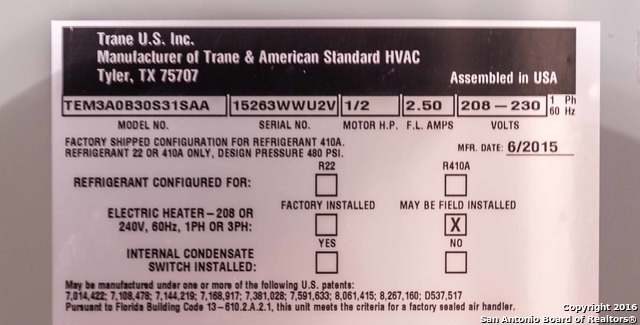 Trane U.S. Inc.
Manufacturer of Trane & American Standard HVAC
Tyler, TX 75707
Assembled in USA
TEM3A0B30S31SAA 15263WWU2V 1/2 2.50 208-230 1 Ph 60 Hz
MODEL NO. SERIAL NO. MOTOR H.P. F.L. AMPS VOLTS
FACTORY SHIPPED CONFIGURATION FOR REFRIGERANT 410A.
REFRIGERANT 22 OR 410A ONLY, DESIGN PRESSURE 480 PSI.
MFR. DATE: 6/2015
R22 R410A
REFRIGERANT CONFIGURED FOR:
FACTORY INSTALLED MAY BE FIELD INSTALLED
ELECTRIC HEATER-208 OR
240V, 60Hz, 1PH OR 3PH: X
YES NO
INTERNAL CONDENSATE
SWITCH INSTALLED:
May be manufactured under one or more of the following U.S. patents:
7,014,422; 7,108,478; 7,144,219; 7,168,917; 7,381,028; 7,591,633; 8,061,415; 8,267,160; D537,517
Pursuant to Florida Building Code 13-610.2.A.2.1, this unit meets the criteria for a factory sealed air handler.
Copyright 2016
San Antonio Board of Realtors®